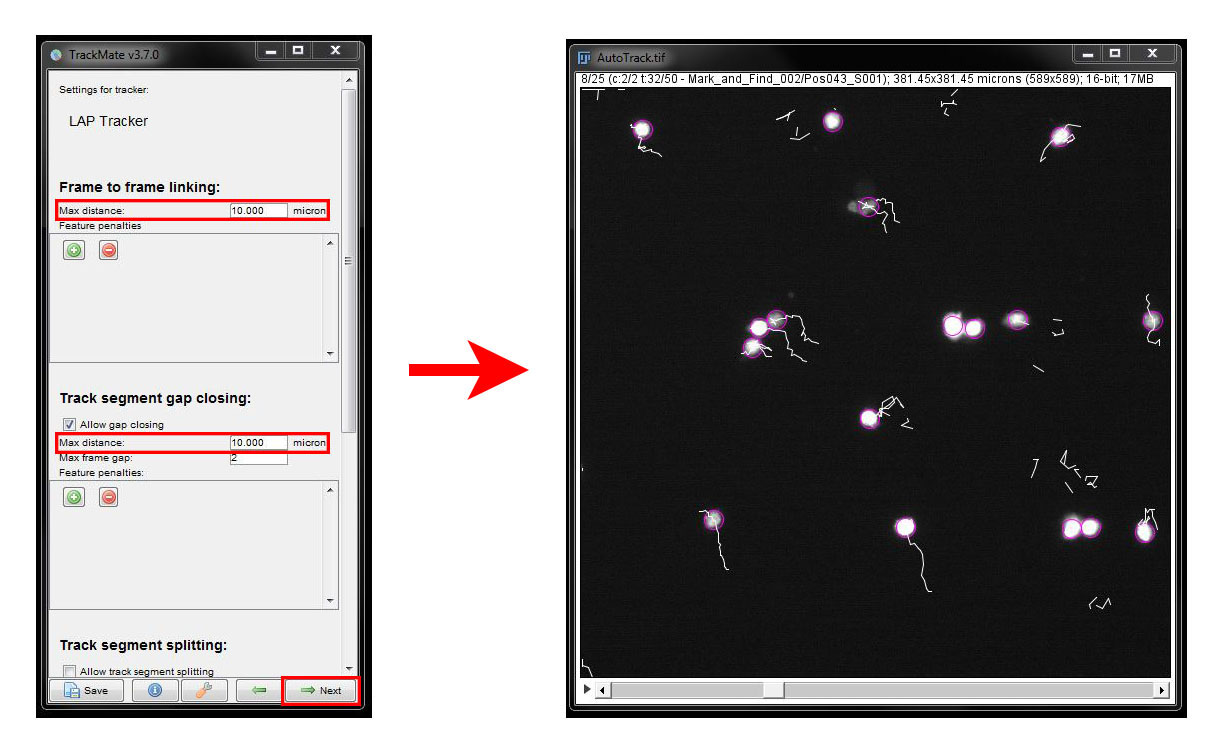 TrackMate v3.7.0
Settings for tracker:
LAP Tracker
Frame to frame linking:
Max distance: 10.000 micron
Feature penalties
Track segment gap closing:
Allow gap closing
Max distance: 10.000 micron
Max frame gap: 2
Feature penalties:
Track segment splitting:
Allow track segment splitting
Save
Next
AutoTrack.tif
8/25 (c:2/2 t:32/50 - Mark_and_Find_002/Pos043_S001); 381.45x381.45 microns (589x589); 16-bit; 17MB